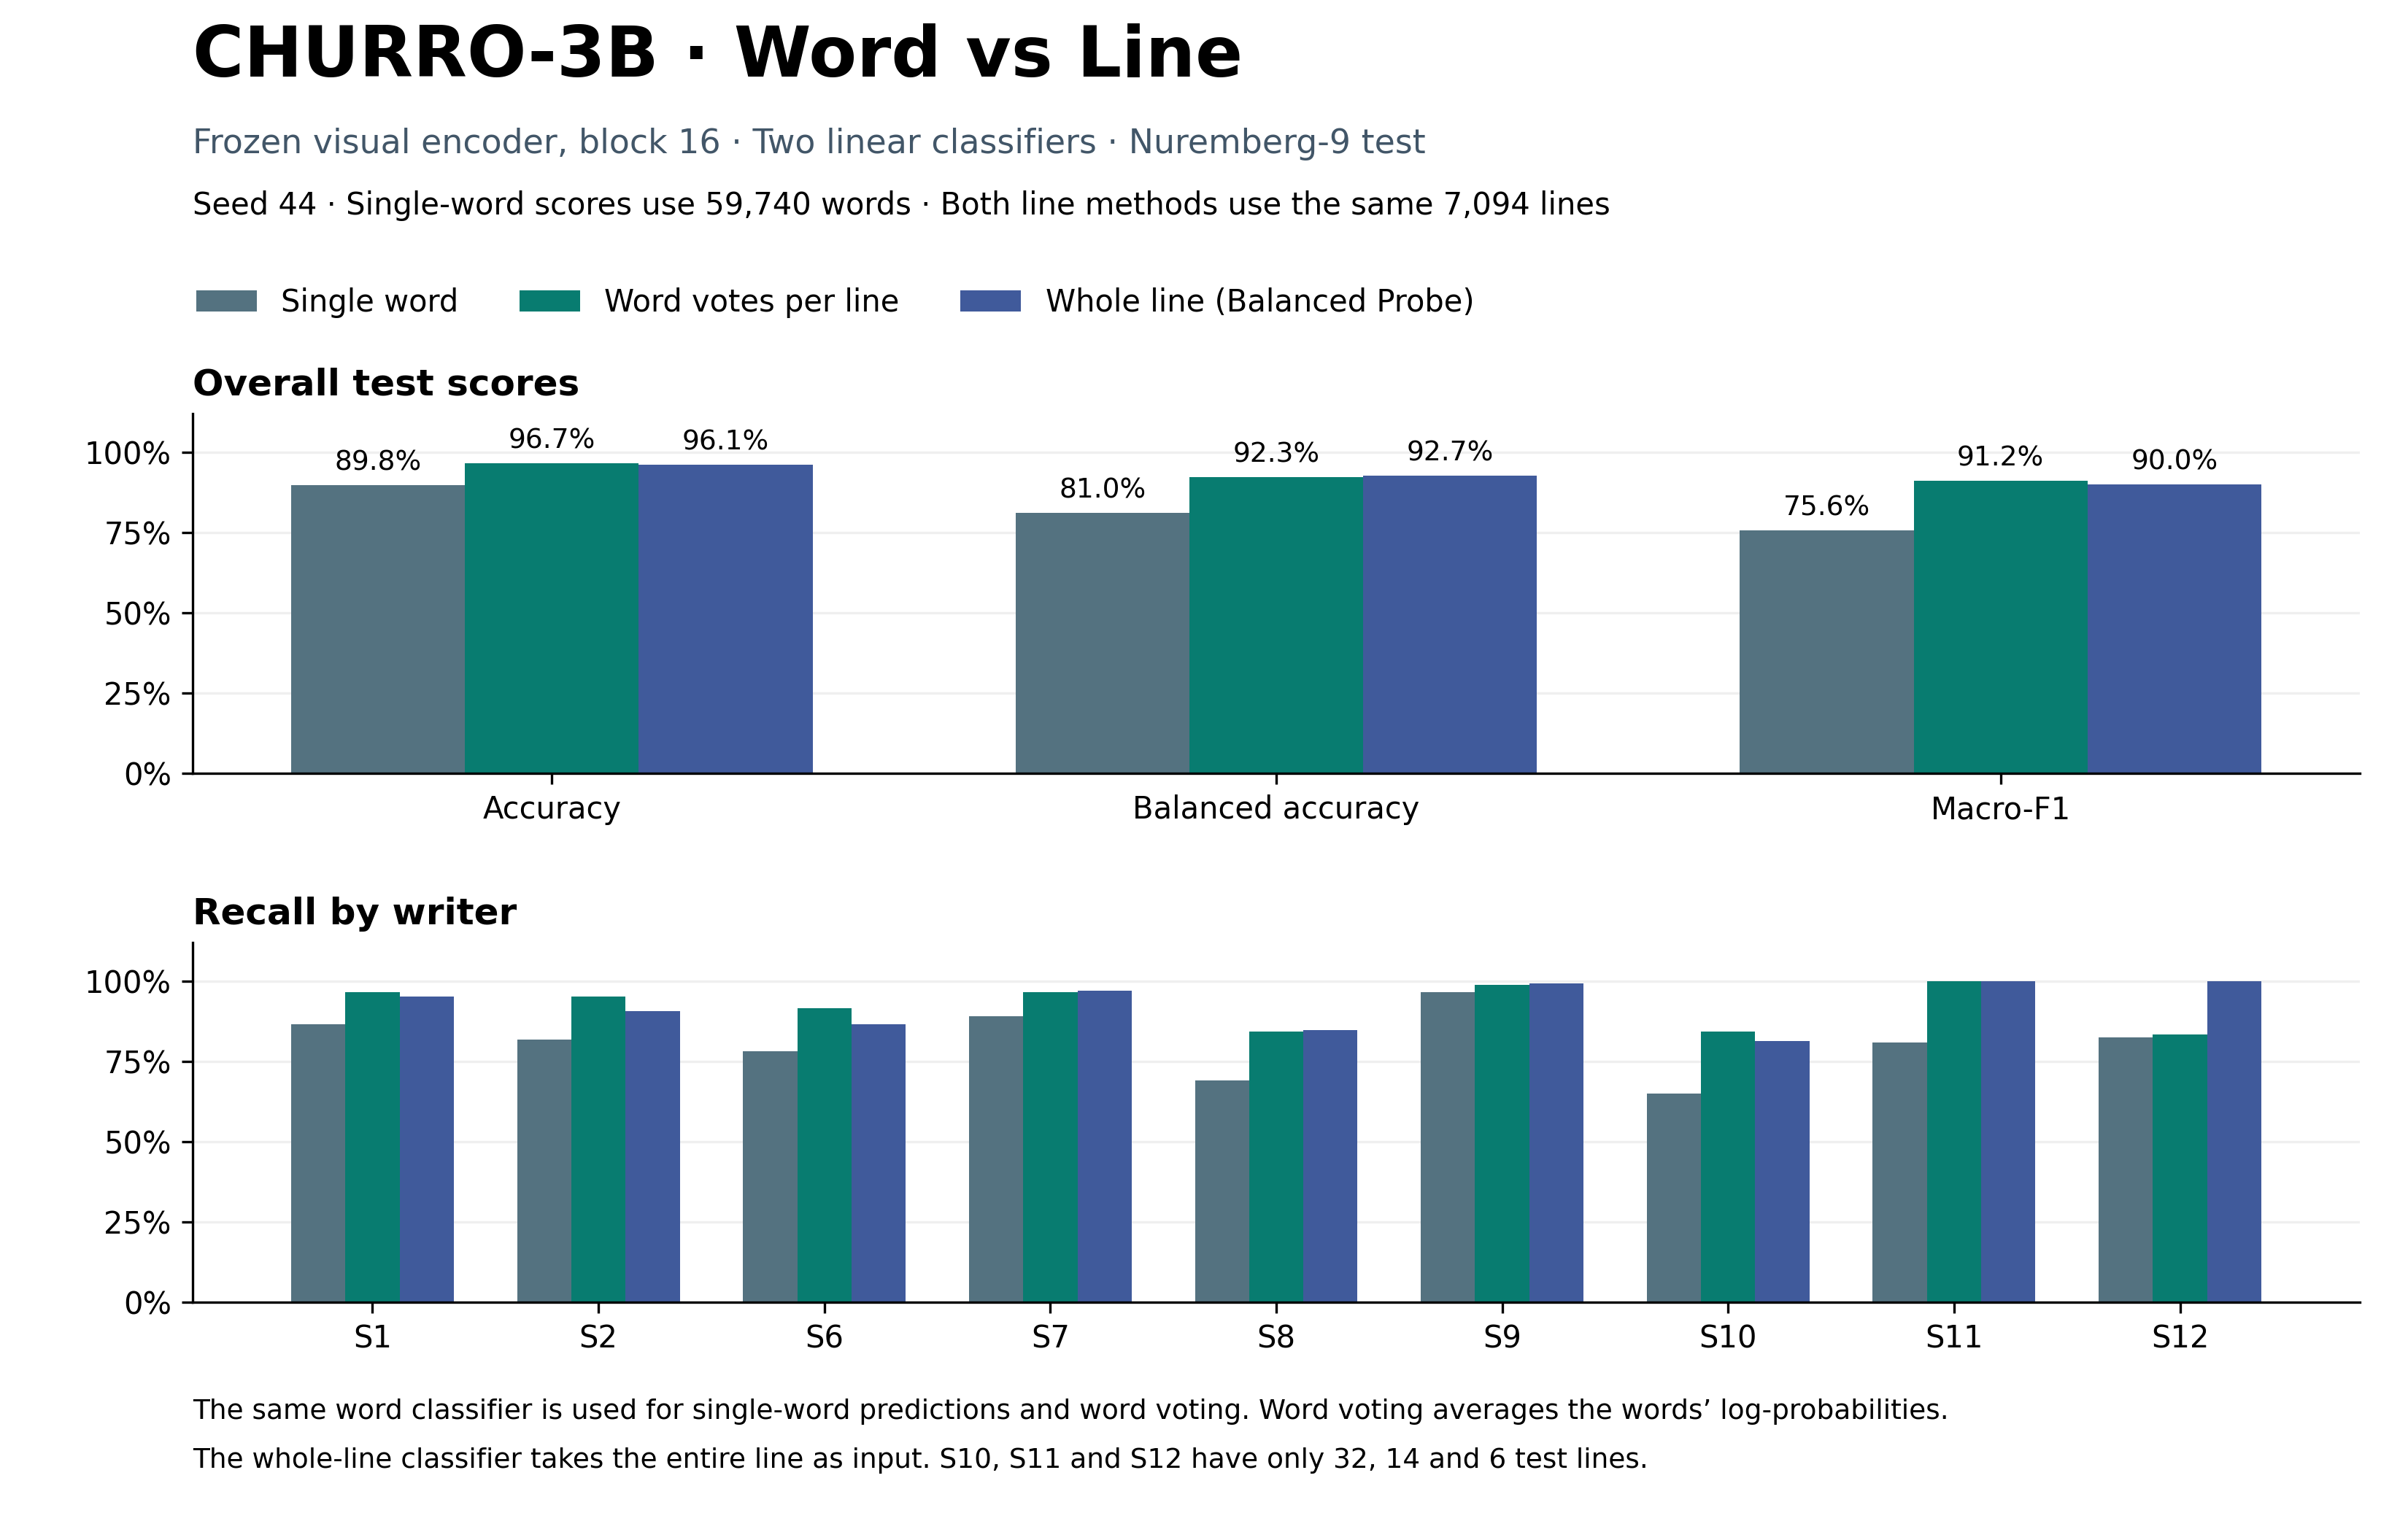 CHURRO-3B · Word vs Line
Frozen visual encoder, block 16 · Two linear classifiers · Nuremberg-9 test
Seed 44 · Single-word scores use 59,740 words · Both line methods use the same 7,094 lines
Single word Word votes per line Whole line (Balanced Probe)
Overall test scores
100%
75%
50%
25%
0%
89.8% 96.7% 96.1%
81.0% 92.3% 92.7%
75.6% 91.2% 90.0%
Accuracy Balanced accuracy Macro-F1
Recall by writer
100%
75%
50%
25%
0%
S1 S2 S6 S7 S8 S9 S10 S11 S12
The same word classifier is used for single-word predictions and word voting. Word voting averages the words’ log-probabilities.
The whole-line classifier takes the entire line as input. S10, S11 and S12 have only 32, 14 and 6 test lines.